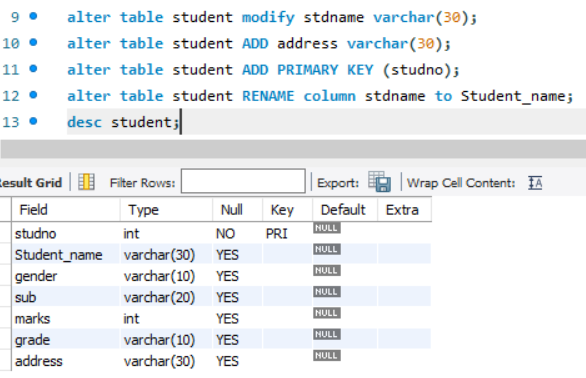 9 alter table student modify stdname varchar(30);
10 alter table student ADD address varchar(30);
11 alter table student ADD PRIMARY KEY (studno);
12 alter table student RENAME column stdname to Student_name;
13 desc student;
Result Grid Filter Rows: Export: Wrap Cell Content: IA
Field Type Null Key Default Extra
studno int NO PRI NULL
Student_name varchar(30) YES NULL
gender varchar(10) YES NULL
sub varchar(20) YES NULL
marks int YES NULL
grade varchar(10) YES NULL
address varchar(30) YES NULL